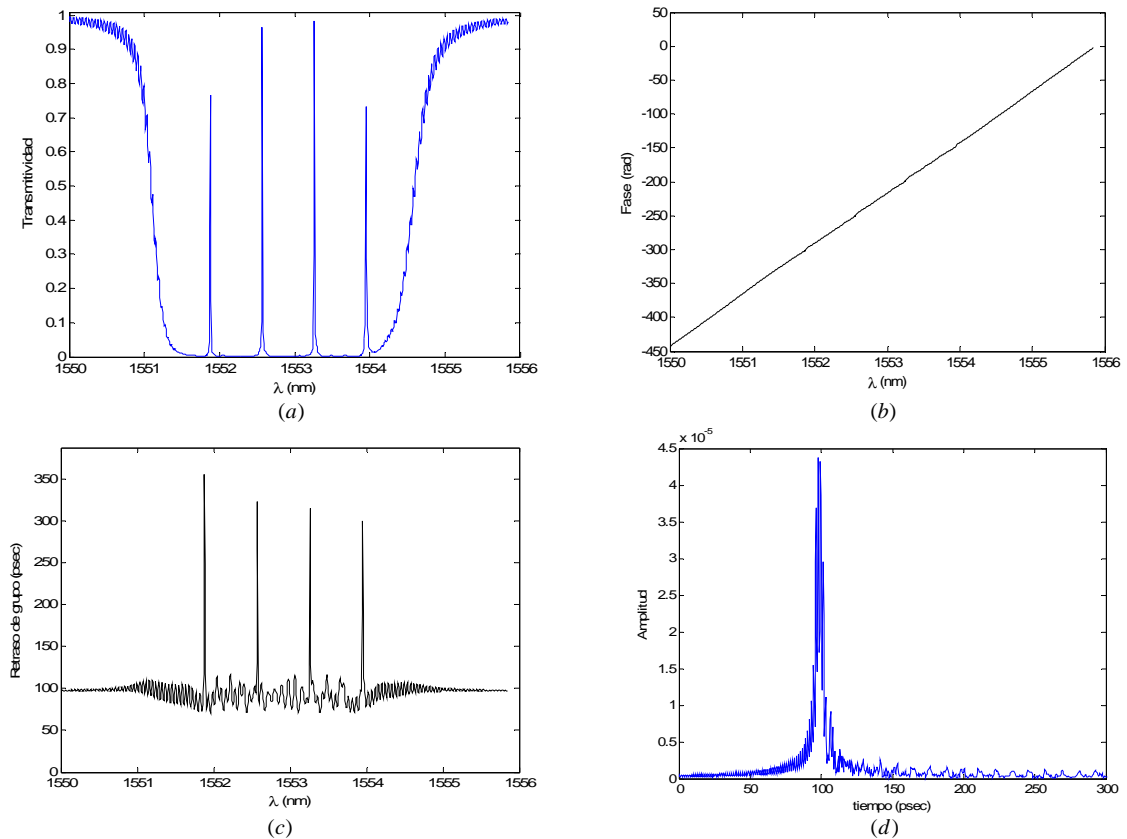 1
0.9
0.8
0.7
0.6
0.5
0.4
0.3
0.2
0.1
0
Transmitividad
1550 1551 1552 1553 1554 1555 1556
λ (nm)
(a)
50
0
-50
-100
-150
-200
-250
-300
-350
-400
-450
Fase (rad)
1550 1551 1552 1553 1554 1555 1556
λ (nm)
(b)
350
300
250
200
150
100
50
0
Retraso de grupo (psec)
1550 1551 1552 1553 1554 1555 1556
λ (nm)
(c)
x 10⁻⁵
4.5
4
3.5
3
2.5
2
1.5
1
0.5
0
Amplitud
0 50 100 150 200 250 300
tiempo (psec)
(d)